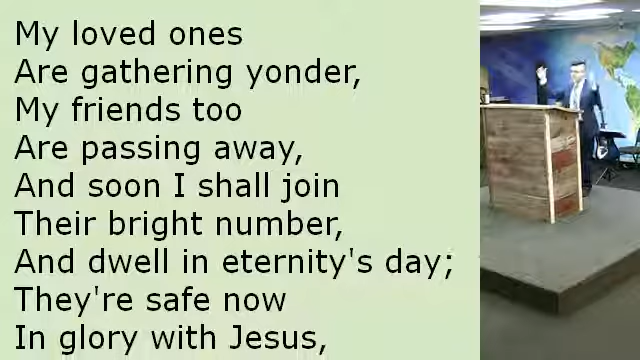 My loved ones
Are gathering yonder,
My friends too
Are passing away,
And soon I shall join
Their bright number,
And dwell in eternity's day;
They're safe now
In glory with Jesus,